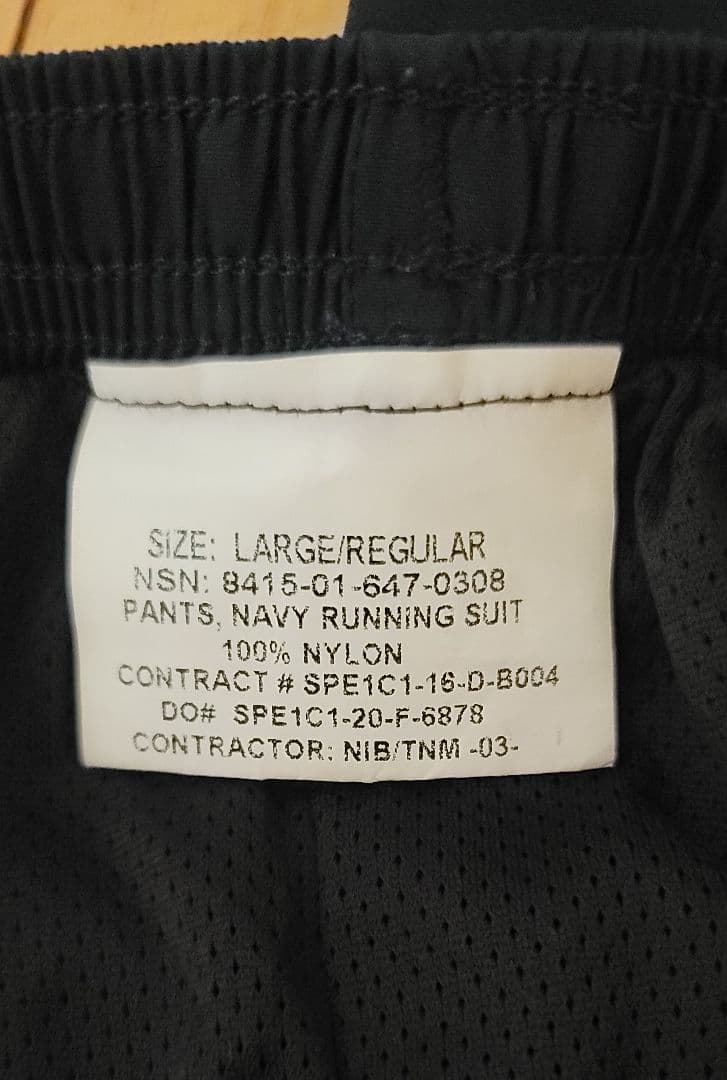 SIZE: LARGE/REGULAR
NSN: 8415-01-647-0308
PANTS, NAVY RUNNING SUIT
100% NYLON
CONTRACT # SPE1C1-16-D-B004
DO# SPE1C1-20-F-6878
CONTRACTOR: NIB/TNM -03-